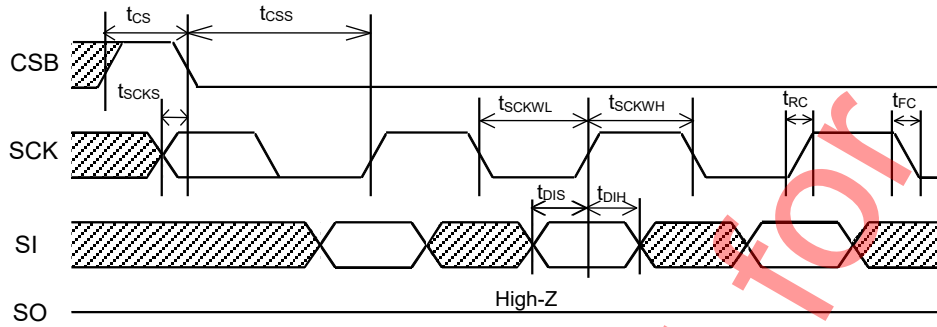 tCS
tCSS
CSB
tSCKS
tSCKWL
tSCKWH
tRC
tFC
SCK
tDIS
tDIH
SI
High-Z
SO
for